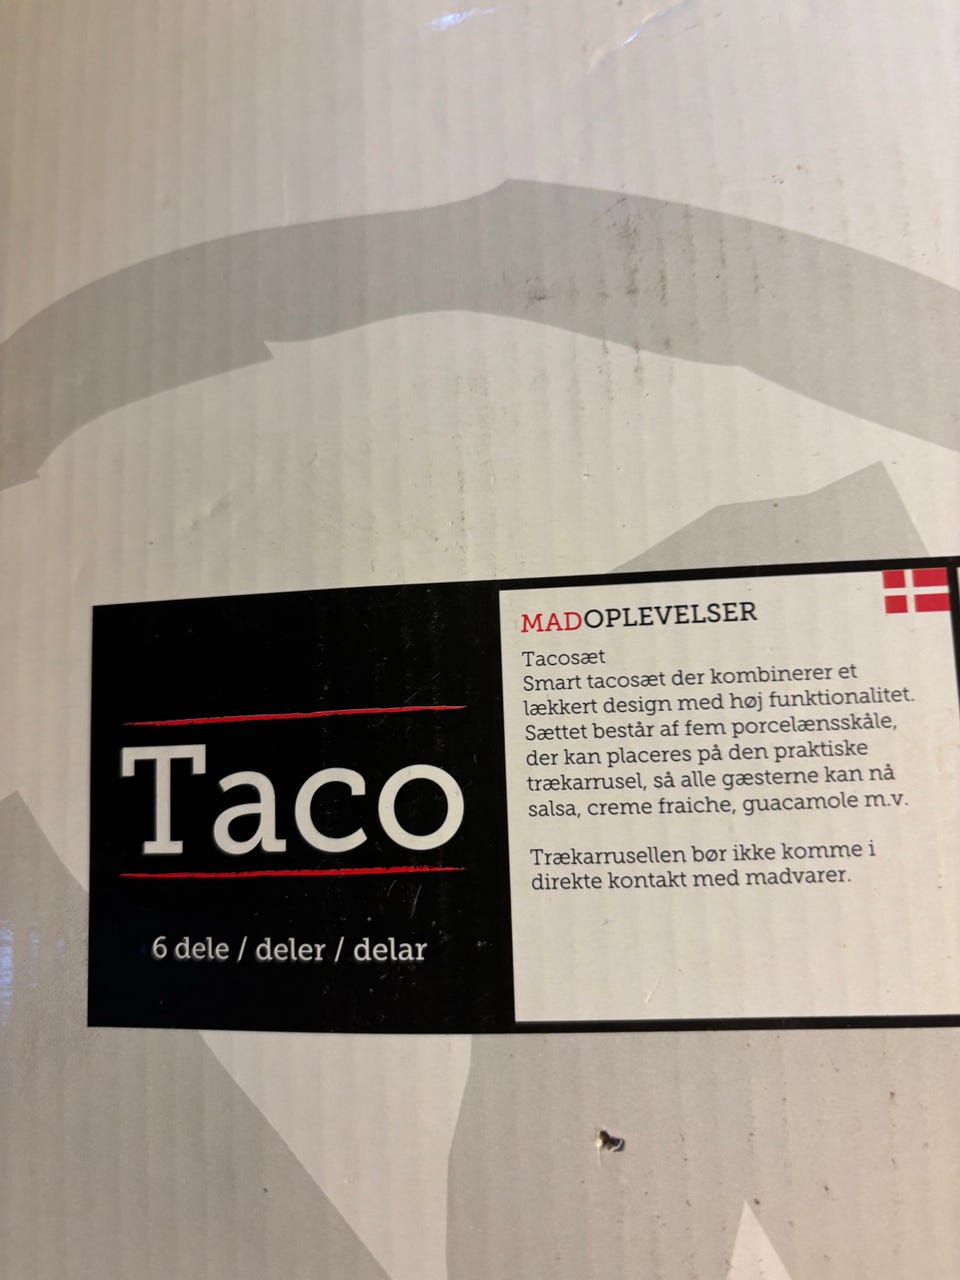 Taco
6 dele / deler / delar
MADOPLEVELSER
Tacosæt
Smart tacosæt der kombinerer et
lækkert design med høj funktionalitet.
Sættet består af fem porcelænsskåle,
der kan placeres på den praktiske
trækarrusel, så alle gæsterne kan nå
salsa, creme fraiche, guacamole m.v.
Trækarrusellen bør ikke komme i
direkte kontakt med madvarer.